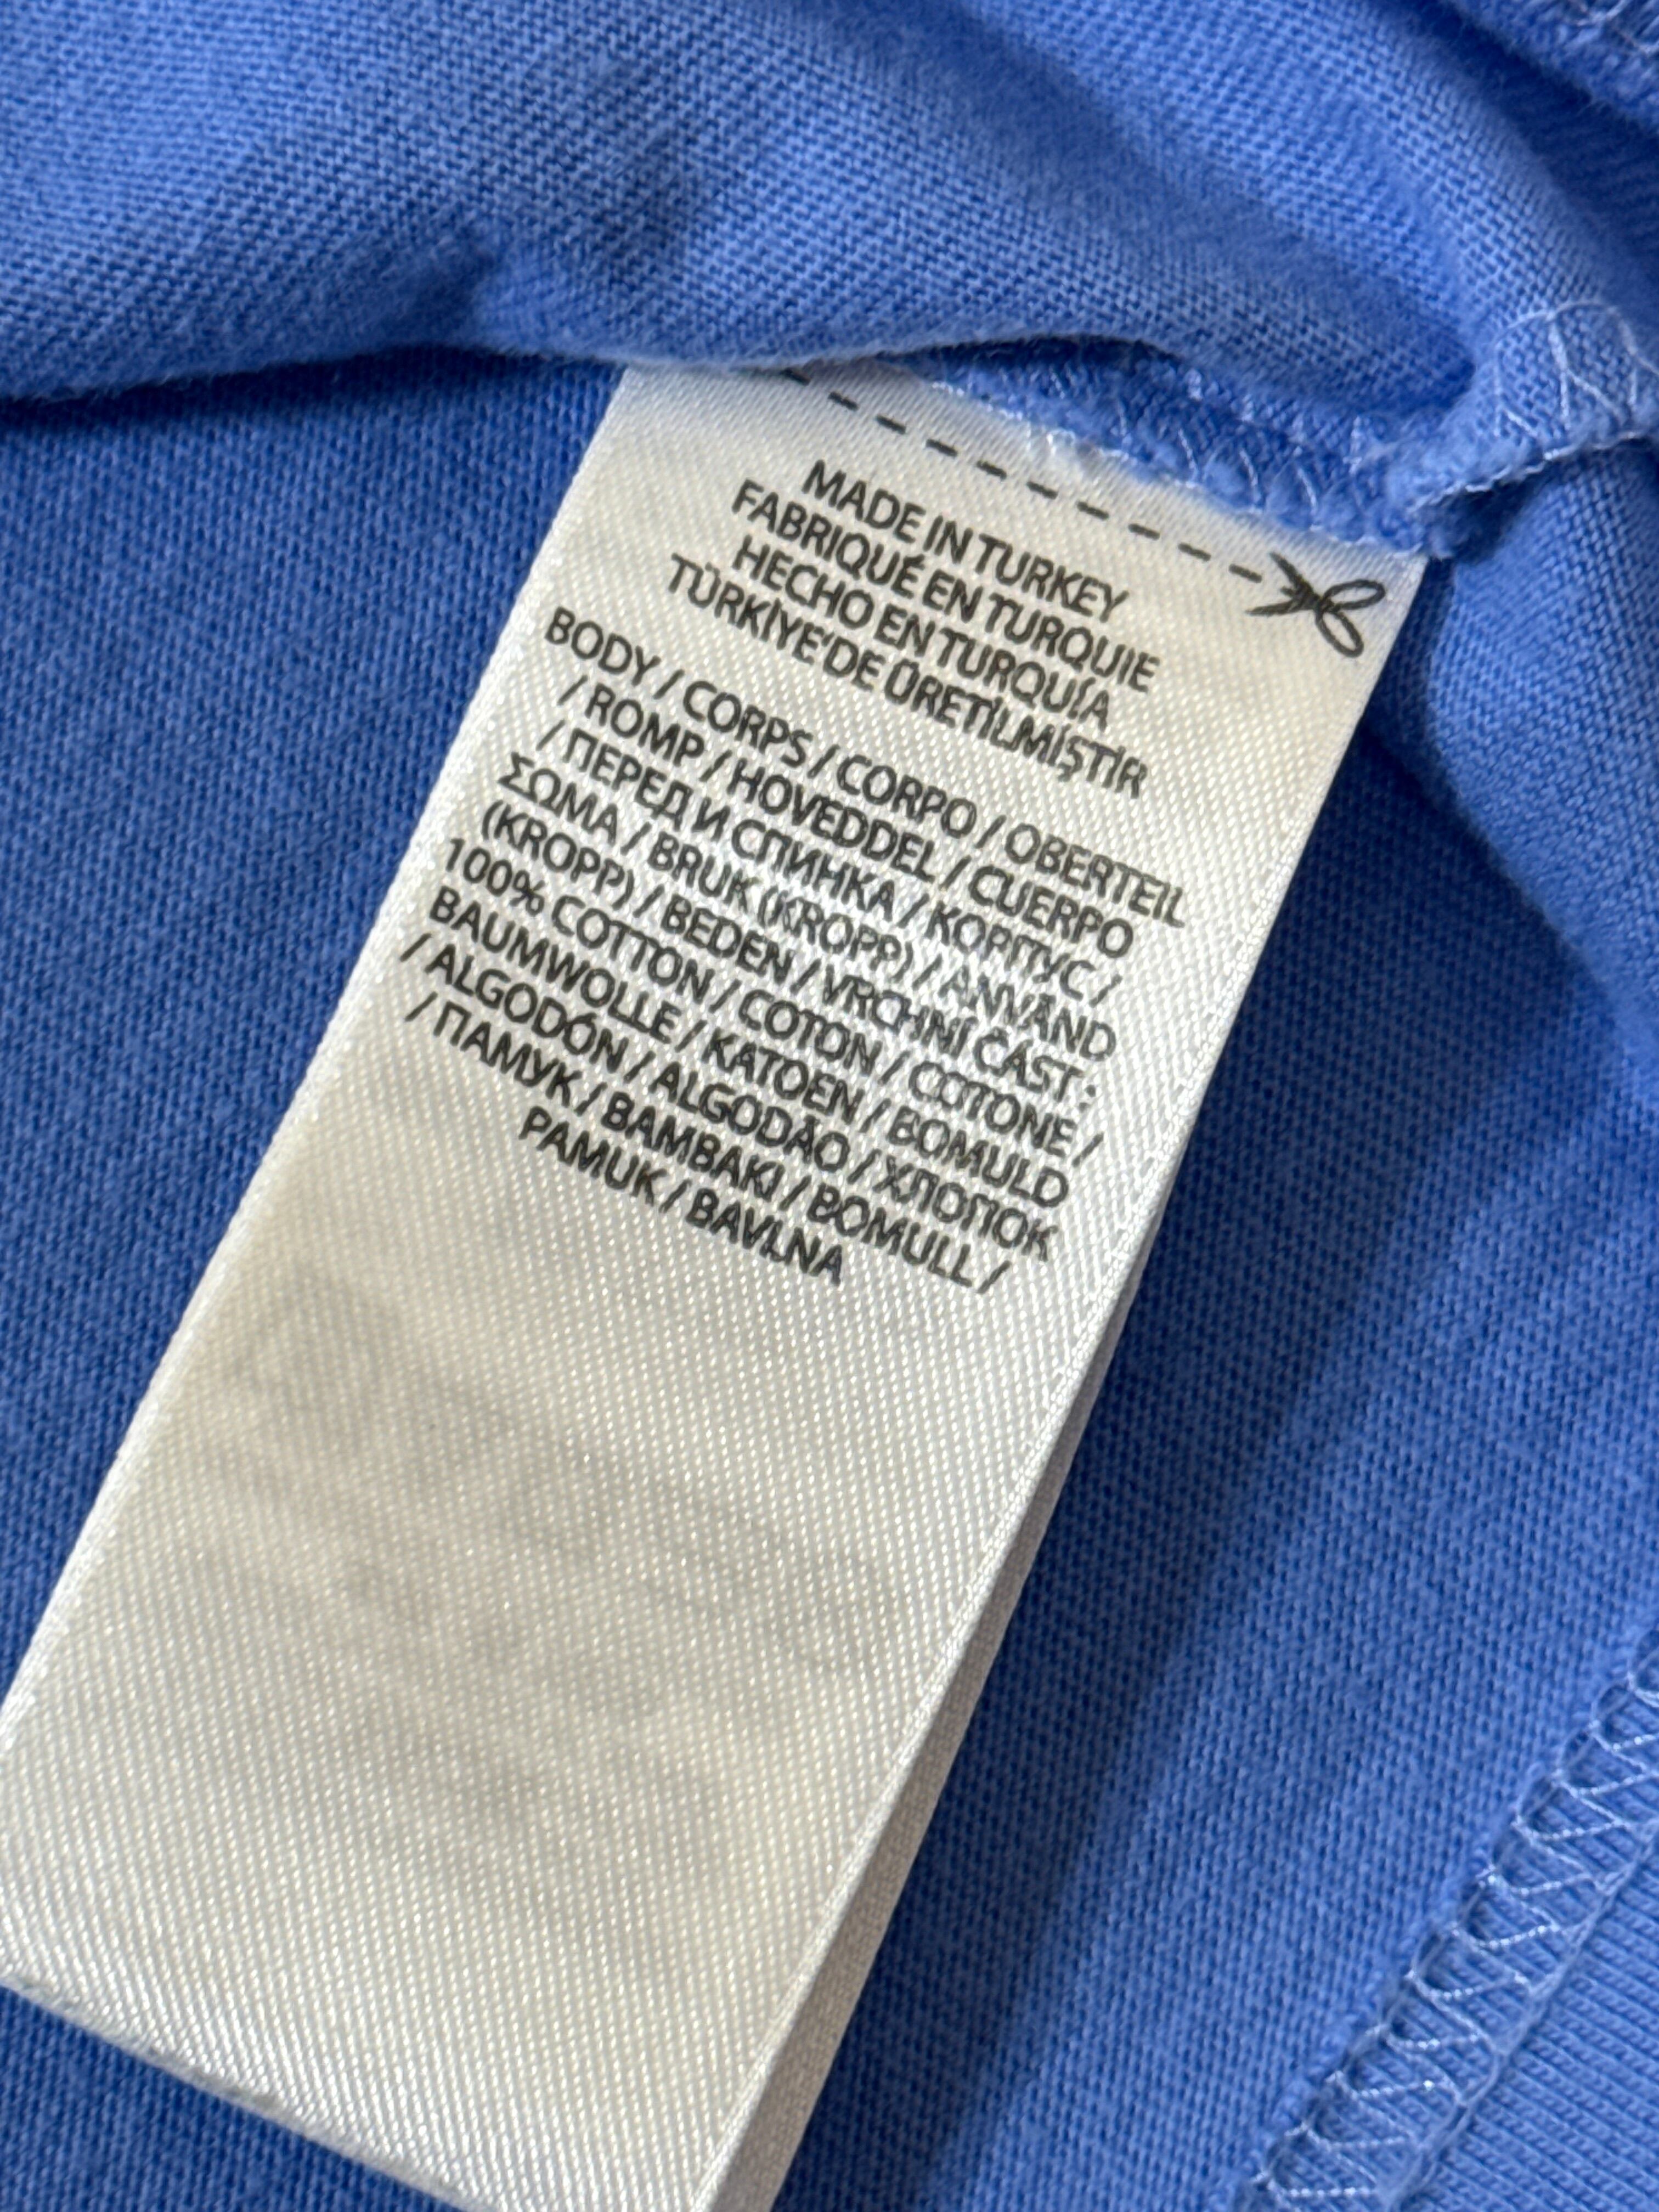 MADE IN TURKEY
FABRIQUÉ EN TURQUIE
HECHO EN TURQUÍA
TÜRKİYE'DE ÜRETİLMİŞTİR
BODY / CORPS / CORPO / OBERTEIL
/ ROMP / HOVEDDEL / CUERPO
/ ПЕРЕД И СПИНКА / КОРПУС /
ΣΩΜΑ / BRUK (KROPP) / ANVÄND
(KROPP) / BEDEN / VRCHNÍ ČÁST :
100% COTTON / COTON / COTONE /
BAUMWOLLE / KATOEN / BOMULD
/ ALGODÓN / ALGODÃO / ХЛОПОК
/ ПАМУК / BAMBAKI / BOMULL /
PAMUK / BAVLNA